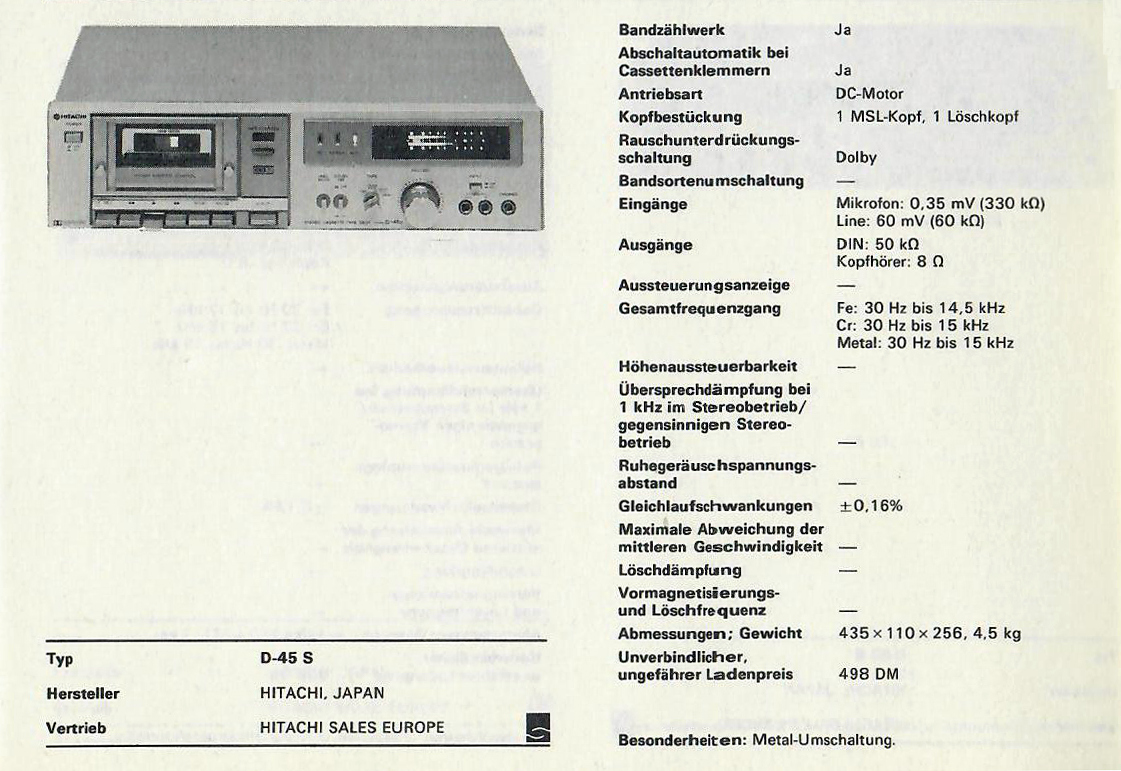 HITACHI
D-45S
Typ D-45 S
Hersteller HITACHI, JAPAN
Vertrieb HITACHI SALES EUROPE
Bandzählwerk Ja
Abschaltautomatik bei
Cassettenklemmern Ja
Antriebsart DC-Motor
Kopfbestückung 1 MSL-Kopf, 1 Löschkopf
Rauschunterdrückungs-
schaltung Dolby
Bandsortenumschaltung —
Eingänge Mikrofon: 0,35 mV (330 kΩ)
Line: 60 mV (60 kΩ)
Ausgänge DIN: 50 kΩ
Kopfhörer: 8 Ω
Aussteuerungsanzeige —
Gesamtfrequenzgang Fe: 30 Hz bis 14,5 kHz
Cr: 30 Hz bis 15 kHz
Metal: 30 Hz bis 15 kHz
Höhenaussteuerbarkeit —
Übersprechdämpfung bei
1 kHz im Stereobetrieb/
gegensinnigen Stereo-
betrieb —
Ruhegeräuschspannungs-
abstand —
Gleichlaufschwankungen ±0,16%
Maximale Abweichung der
mittleren Geschwindigkeit —
Löschdämpfung —
Vormagnetisierungs-
und Löschfrequenz —
Abmessungen; Gewicht 435 × 110 × 256, 4,5 kg
Unverbindlicher,
ungefährer Ladenpreis 498 DM
Besonderheiten: Metal-Umschaltung.